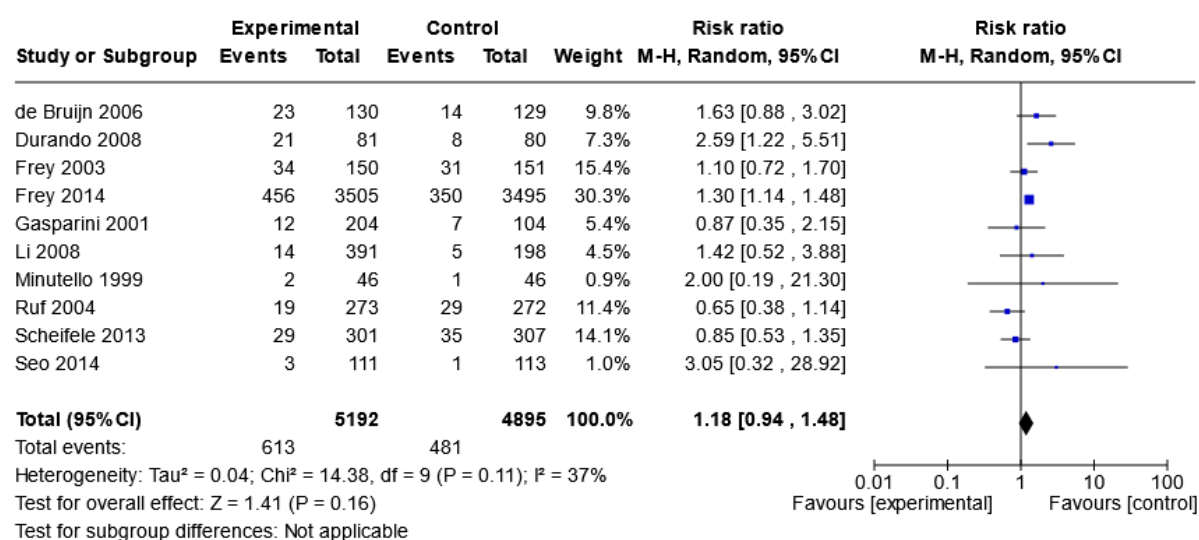 Experimental Control Risk ratio Risk ratio
Study or Subgroup Events Total Events Total Weight M-H, Random, 95% CI M-H, Random, 95% CI
de Bruijn 2006 23 130 14 129 9.8% 1.63 [0.88 , 3.02]
Durando 2008 21 81 8 80 7.3% 2.59 [1.22 , 5.51]
Frey 2003 34 150 31 151 15.4% 1.10 [0.72 , 1.70]
Frey 2014 456 3505 350 3495 30.3% 1.30 [1.14 , 1.48]
Gasparini 2001 12 204 7 104 5.4% 0.87 [0.35 , 2.15]
Li 2008 14 391 5 198 4.5% 1.42 [0.52 , 3.88]
Minutello 1999 2 46 1 46 0.9% 2.00 [0.19 , 21.30]
Ruf 2004 19 273 29 272 11.4% 0.65 [0.38 , 1.14]
Scheifele 2013 29 301 35 307 14.1% 0.85 [0.53 , 1.35]
Seo 2014 3 111 1 113 1.0% 3.05 [0.32 , 28.92]
Total (95% CI) 5192 4895 100.0% 1.18 [0.94 , 1.48]
Total events: 613 481
Heterogeneity: Tau² = 0.04; Chi² = 14.38, df = 9 (P = 0.11); I² = 37%
0.01 0.1 1 10 100
Test for overall effect: Z = 1.41 (P = 0.16) Favours [experimental] Favours [control]
Test for subgroup differences: Not applicable